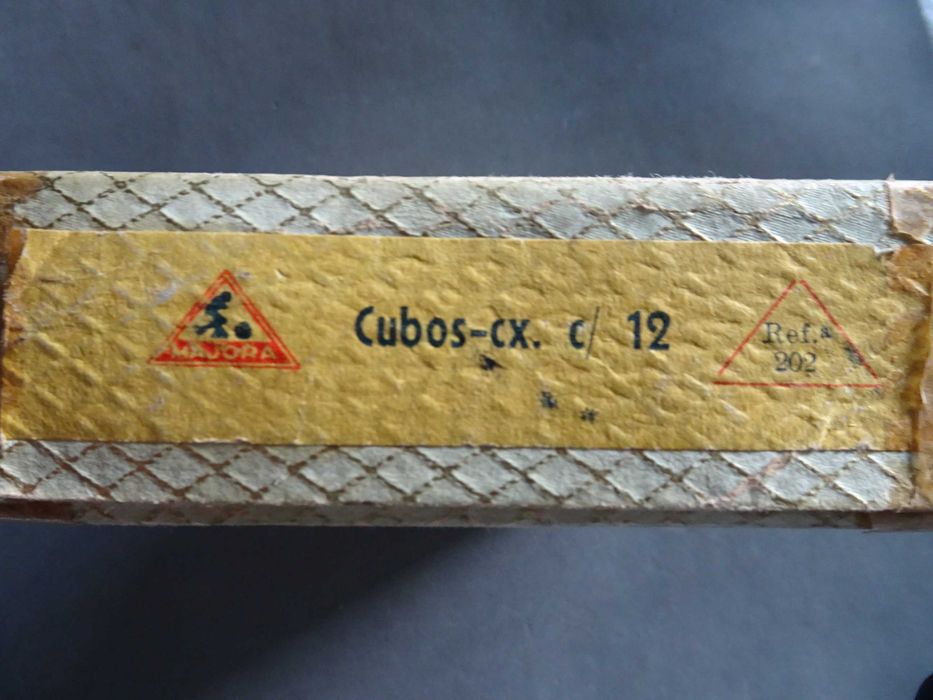 MAJORA
Cubos-cx. c/ 12
Ref.ª
202